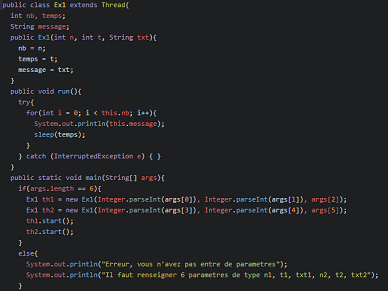 public class Ex1 extends Thread{
int nb, temps;
String message;
public Ex1(int n, int t, String txt){
nb = n;
temps = t;
message = txt;
}
public void run(){
try{
for(int i = 0; i < this.nb; i++){
System.out.println(this.message);
sleep(temps);
}
} catch (InterruptedException e) { }
}
public static void main(String[] args){
if(args.length == 6){
Ex1 th1 = new Ex1(Integer.parseInt(args[0]), Integer.parseInt(args[1]), args[2]);
Ex1 th2 = new Ex1(Integer.parseInt(args[3]), Integer.parseInt(args[4]), args[5]);
th1.start();
th2.start();
}
else{
System.out.println("Erreur, vous n'avez pas entre de parametres");
System.out.println("Il faut renseigner 6 parametres de type n1, t1, txt1, n2, t2, txt2");
}